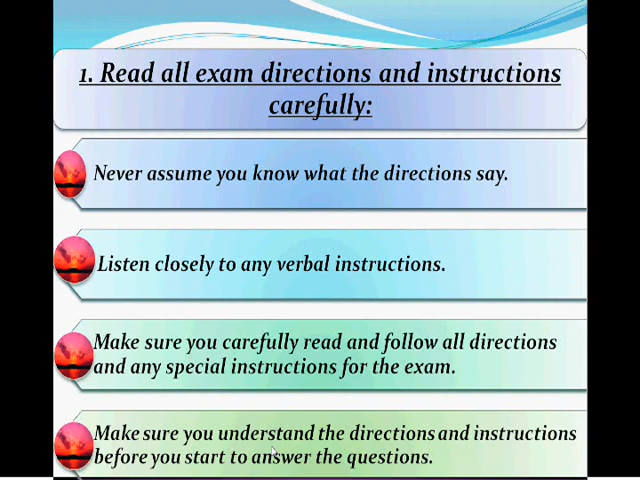 1. Read all exam directions and instructions
carefully:
Never assume you know what the directions say.
Listen closely to any verbal instructions.
Make sure you carefully read and follow all directions
and any special instructions for the exam.
Make sure you understand the directions and instructions
before you start to answer the questions.